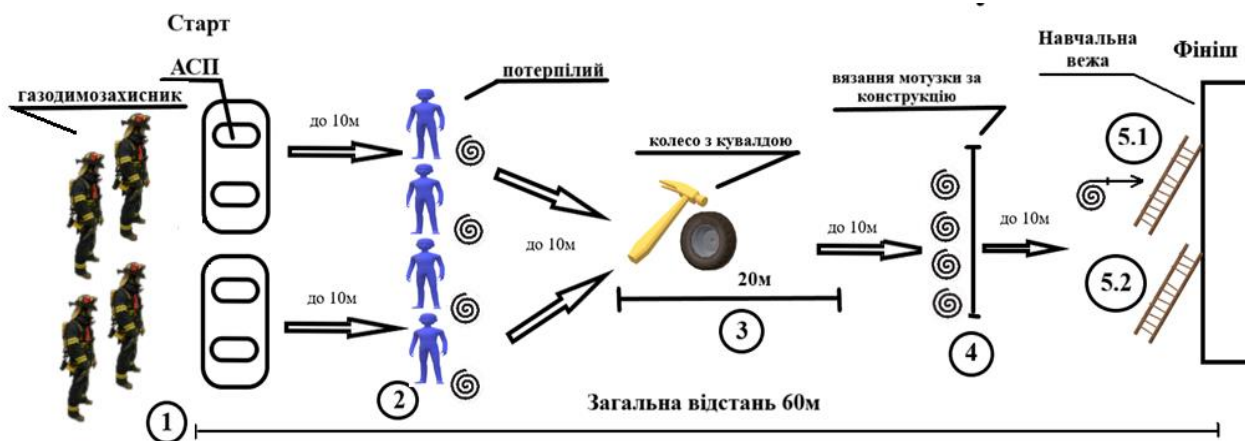 Старт
АСП
газодимозахисник
до 10м
до 10м
потерпілий
до 10м
колесо з кувалдою
20м
до 10м
вязання мотузки за
конструкцію
до 10м
Навчальна
вежа
Фініш
5.1
5.2
1
2
3
4
Загальна відстань 60м